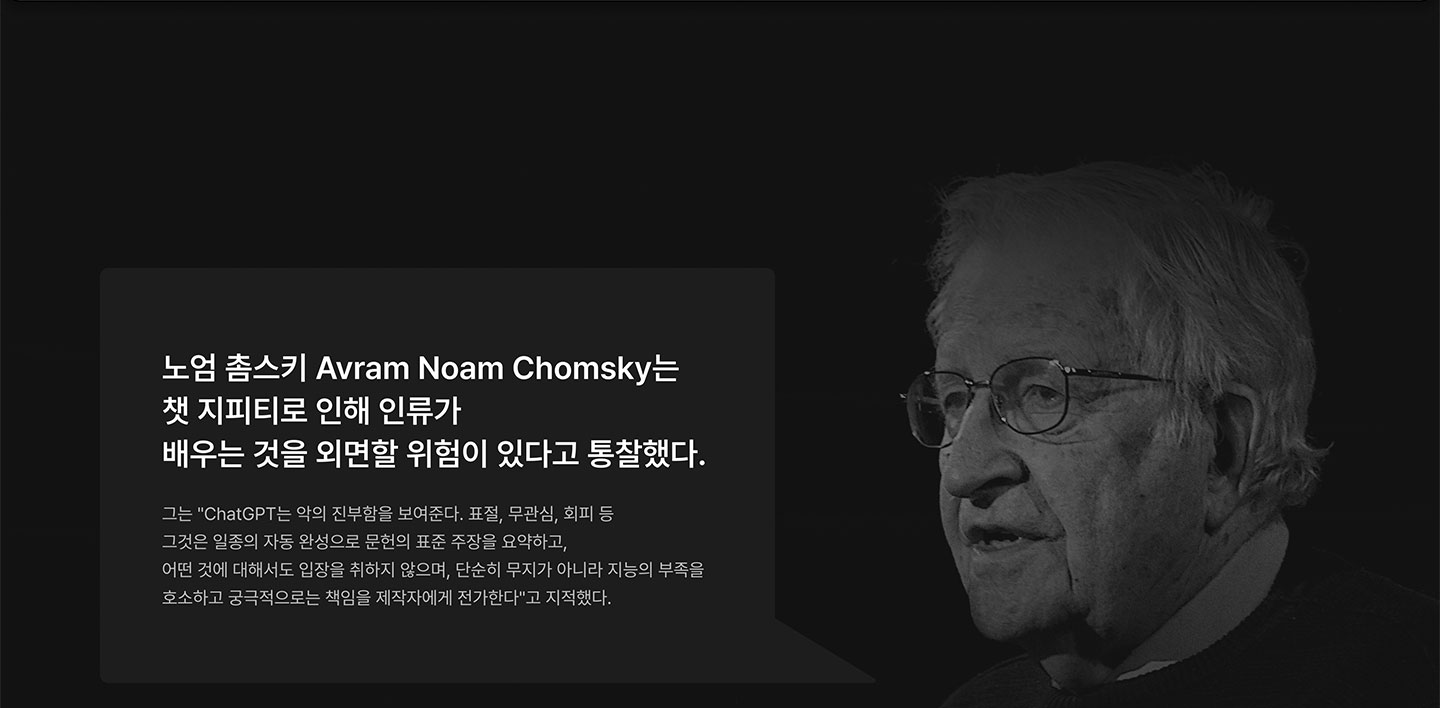 노엄 촘스키 Avram Noam Chomsky는
챗 지피티로 인해 인류가
배우는 것을 외면할 위험이 있다고 통찰했다.
그는 "ChatGPT는 악의 진부함을 보여준다. 표절, 무관심, 회피 등
그것은 일종의 자동 완성으로 문헌의 표준 주장을 요약하고,
어떤 것에 대해서도 입장을 취하지 않으며, 단순히 무지가 아니라 지능의 부족을
호소하고 궁극적으로는 책임을 제작자에게 전가한다"고 지적했다.